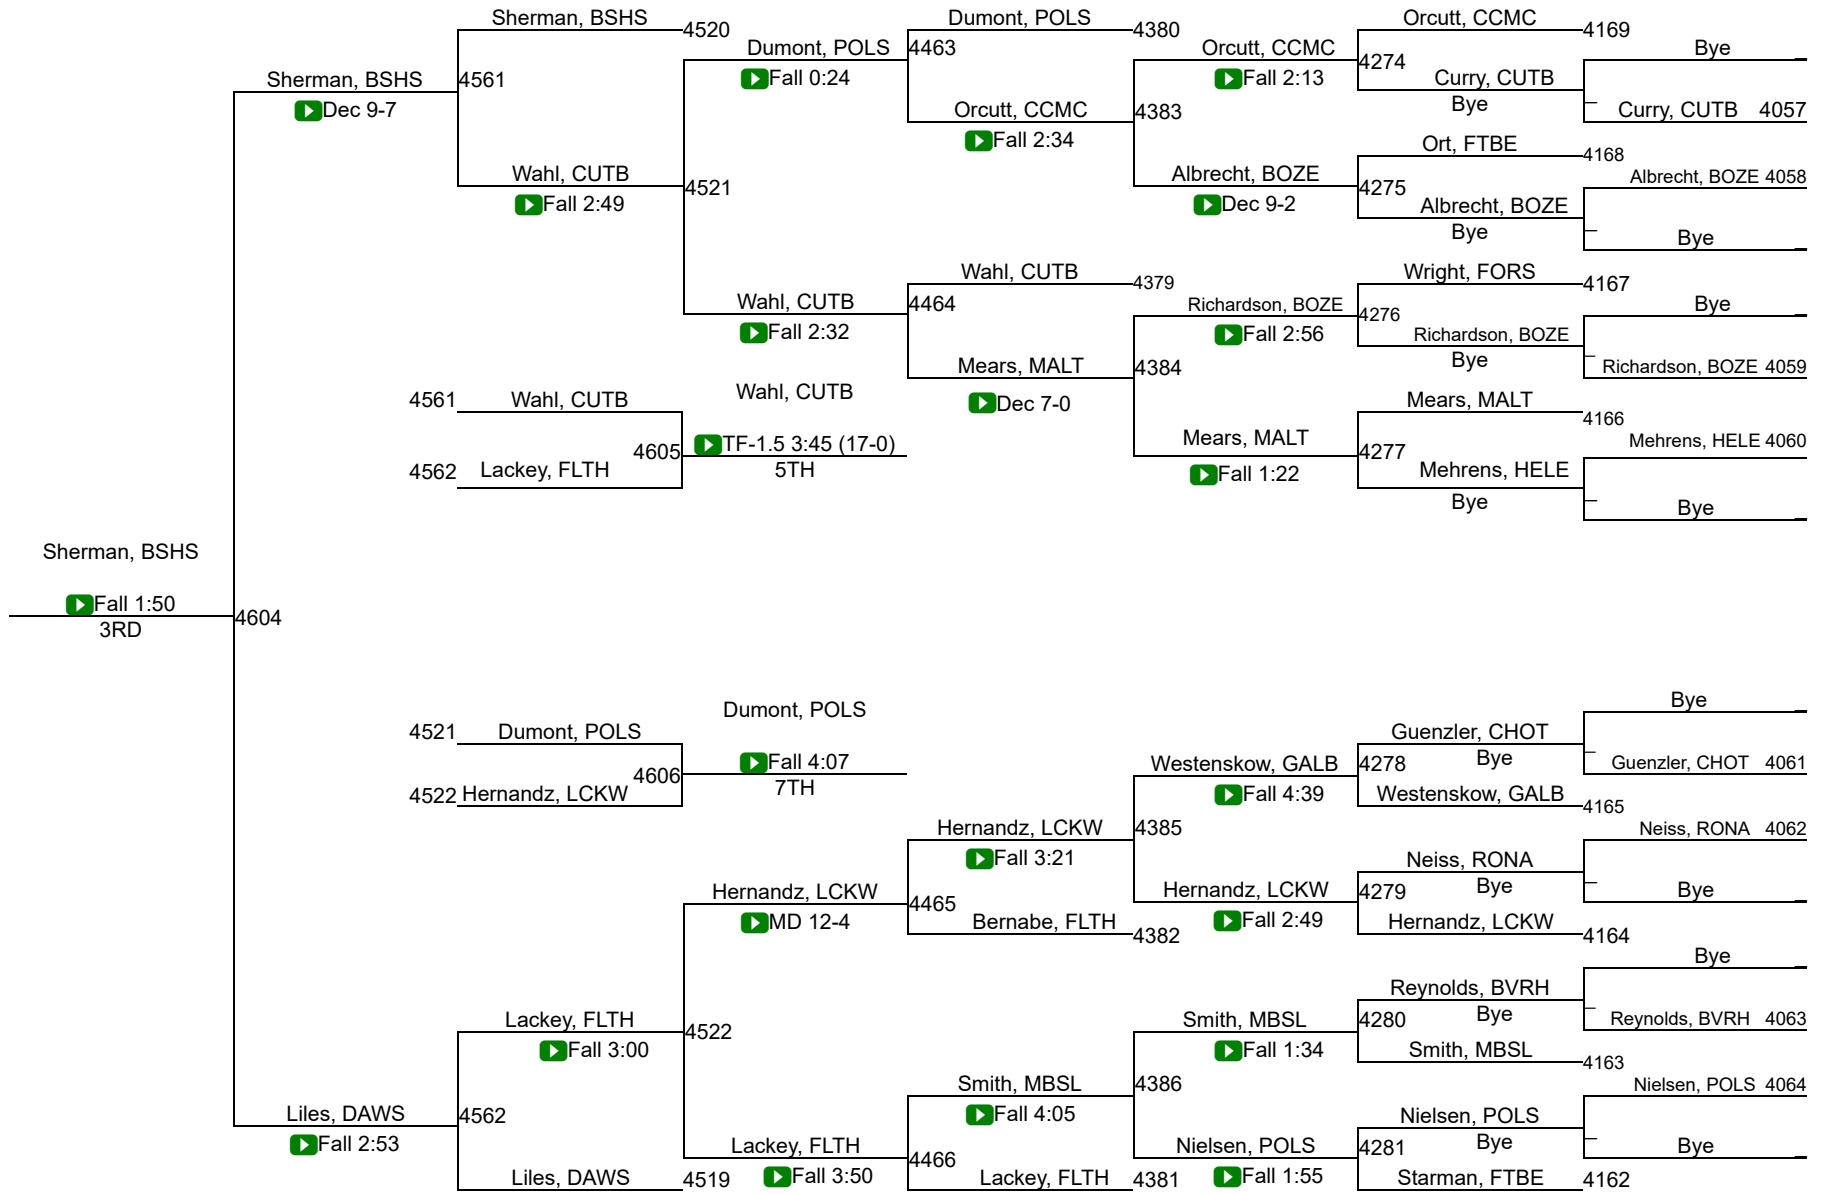 Sherman, BSHS
4520
Dumont, POLS
4380
Orcutt, CCMC
4169
Dumont, POLS
4463
Orcutt, CCMC
Bye
Sherman, BSHS
4561
Fall 0:24
Fall 2:13
4274
Curry, CUTB
Bye
Dec 9-7
Orcutt, CCMC
4383
Curry, CUTB 4057
Fall 2:34
Ort, FTBE
4168
Wahl, CUTB
4521
Albrecht, BOZE
4275
Albrecht, BOZE 4058
Fall 2:49
Dec 9-2
Albrecht, BOZE
Bye
Bye
Wahl, CUTB
4379
Wright, FORS
4167
Wahl, CUTB
4464
Richardson, BOZE
4276
Bye
Fall 2:32
Fall 2:56
Richardson, BOZE
Bye
Mears, MALT
4384
Richardson, BOZE 4059
4561
Wahl, CUTB
Wahl, CUTB
Dec 7-0
Mears, MALT
4166
4605
TF-1.5 3:45 (17-0)
Mears, MALT
4277
Mehrens, HELE 4060
4562
Lackey, FLTH
5TH
Fall 1:22
Mehrens, HELE
Bye
Bye
Sherman, BSHS
Fall 1:50
4604
3RD
Bye
4521
Dumont, POLS
Dumont, POLS
Guenzler, CHOT
Bye
4606
Fall 4:07
Westenskow, GALB
4278
Guenzler, CHOT 4061
4522
Hernandz, LCKW
7TH
Fall 4:39
Westenskow, GALB
4165
Hernandz, LCKW
4385
Neiss, RONA 4062
Fall 3:21
Neiss, RONA
Bye
Hernandz, LCKW
4465
Hernandz, LCKW
4279
Bye
MD 12-4
Bernabe, FLTH
4382
Fall 2:49
Hernandz, LCKW
4164
Bye
Reynolds, BVRH
Bye
Lackey, FLTH
4522
Smith, MBSL
4280
Reynolds, BVRH 4063
Fall 3:00
Fall 1:34
Smith, MBSL
4163
Smith, MBSL
4386
Nielsen, POLS 4064
Liles, DAWS
4562
Fall 4:05
Nielsen, POLS
Bye
Fall 2:53
Lackey, FLTH
4466
Nielsen, POLS
4281
Bye
Liles, DAWS
4519
Fall 3:50
Lackey, FLTH
4381
Fall 1:55
Starman, FTBE
4162